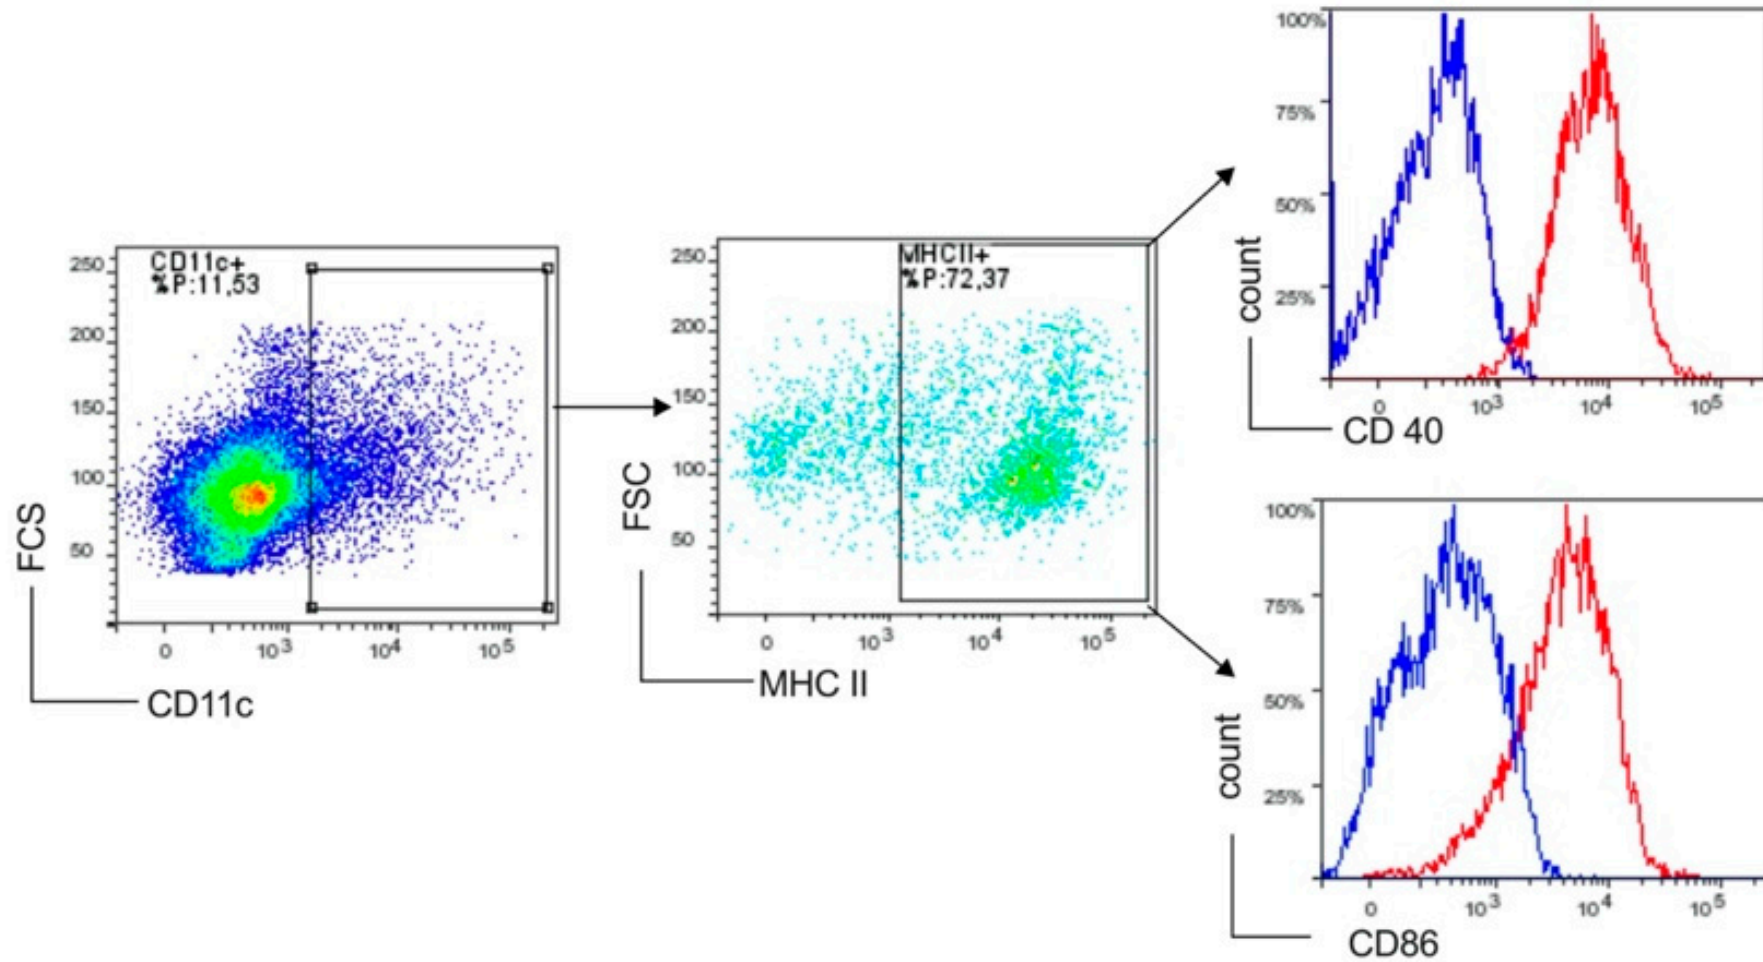 CD11c+
%P:11,53
250
200
150
100
50
FCS
0
10³
10⁴
10⁵
CD11c
MHCII+
%P:72,37
250
200
150
100
50
FSC
0
10³
10⁴
10⁵
MHC II
100%
75%
50%
25%
count
0
10³
10⁴
10⁵
CD 40
100%
75%
50%
25%
count
0
10³
10⁴
10⁵
CD86